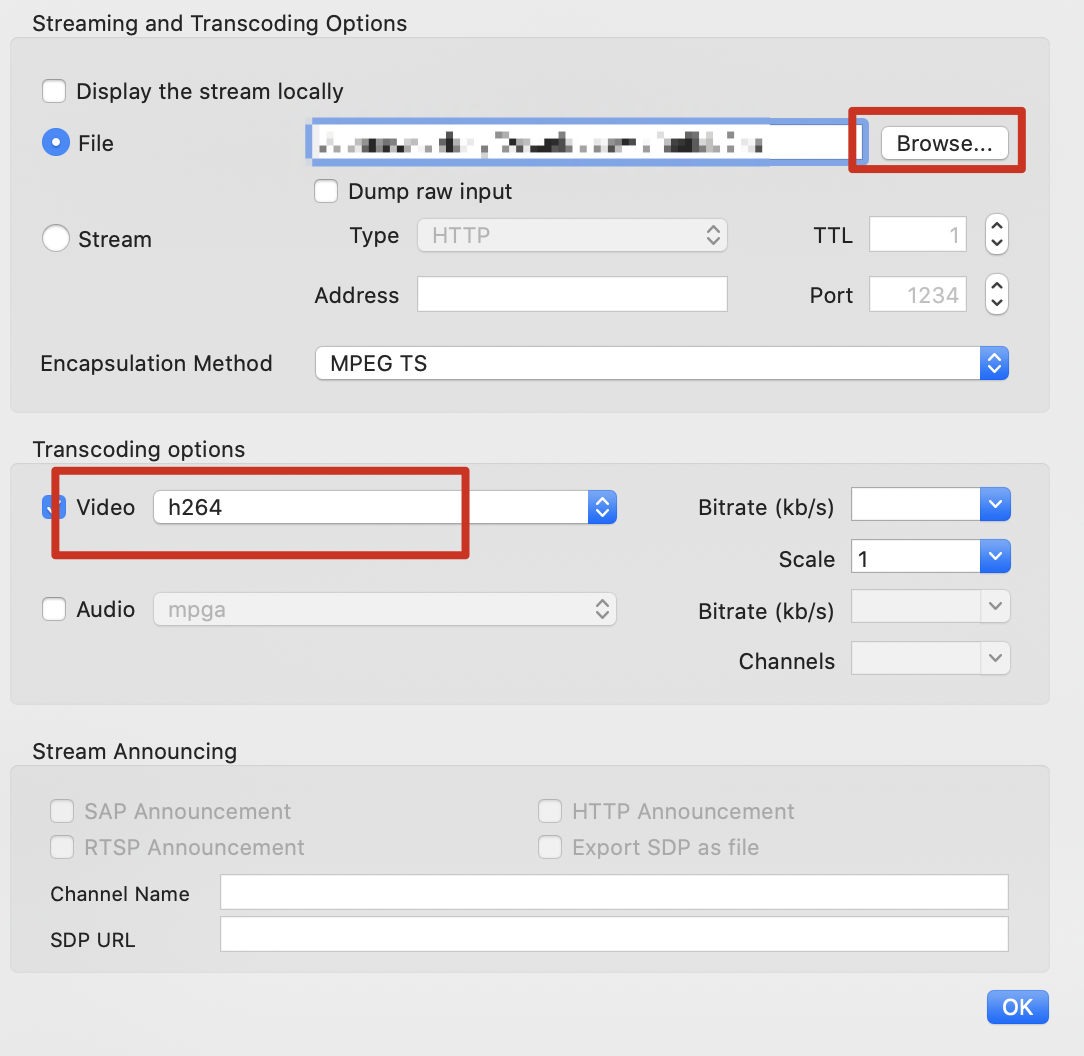 Streaming and Transcoding Options
Display the stream locally
File
Browse...
Dump raw input
Stream
Type HTTP TTL 1
Address Port 1234
Encapsulation Method MPEG TS
Transcoding options
Video h264 Bitrate (kb/s)
Scale 1
Audio mpga Bitrate (kb/s)
Channels
Stream Announcing
SAP Announcement HTTP Announcement
RTSP Announcement Export SDP as file
Channel Name
SDP URL
OK